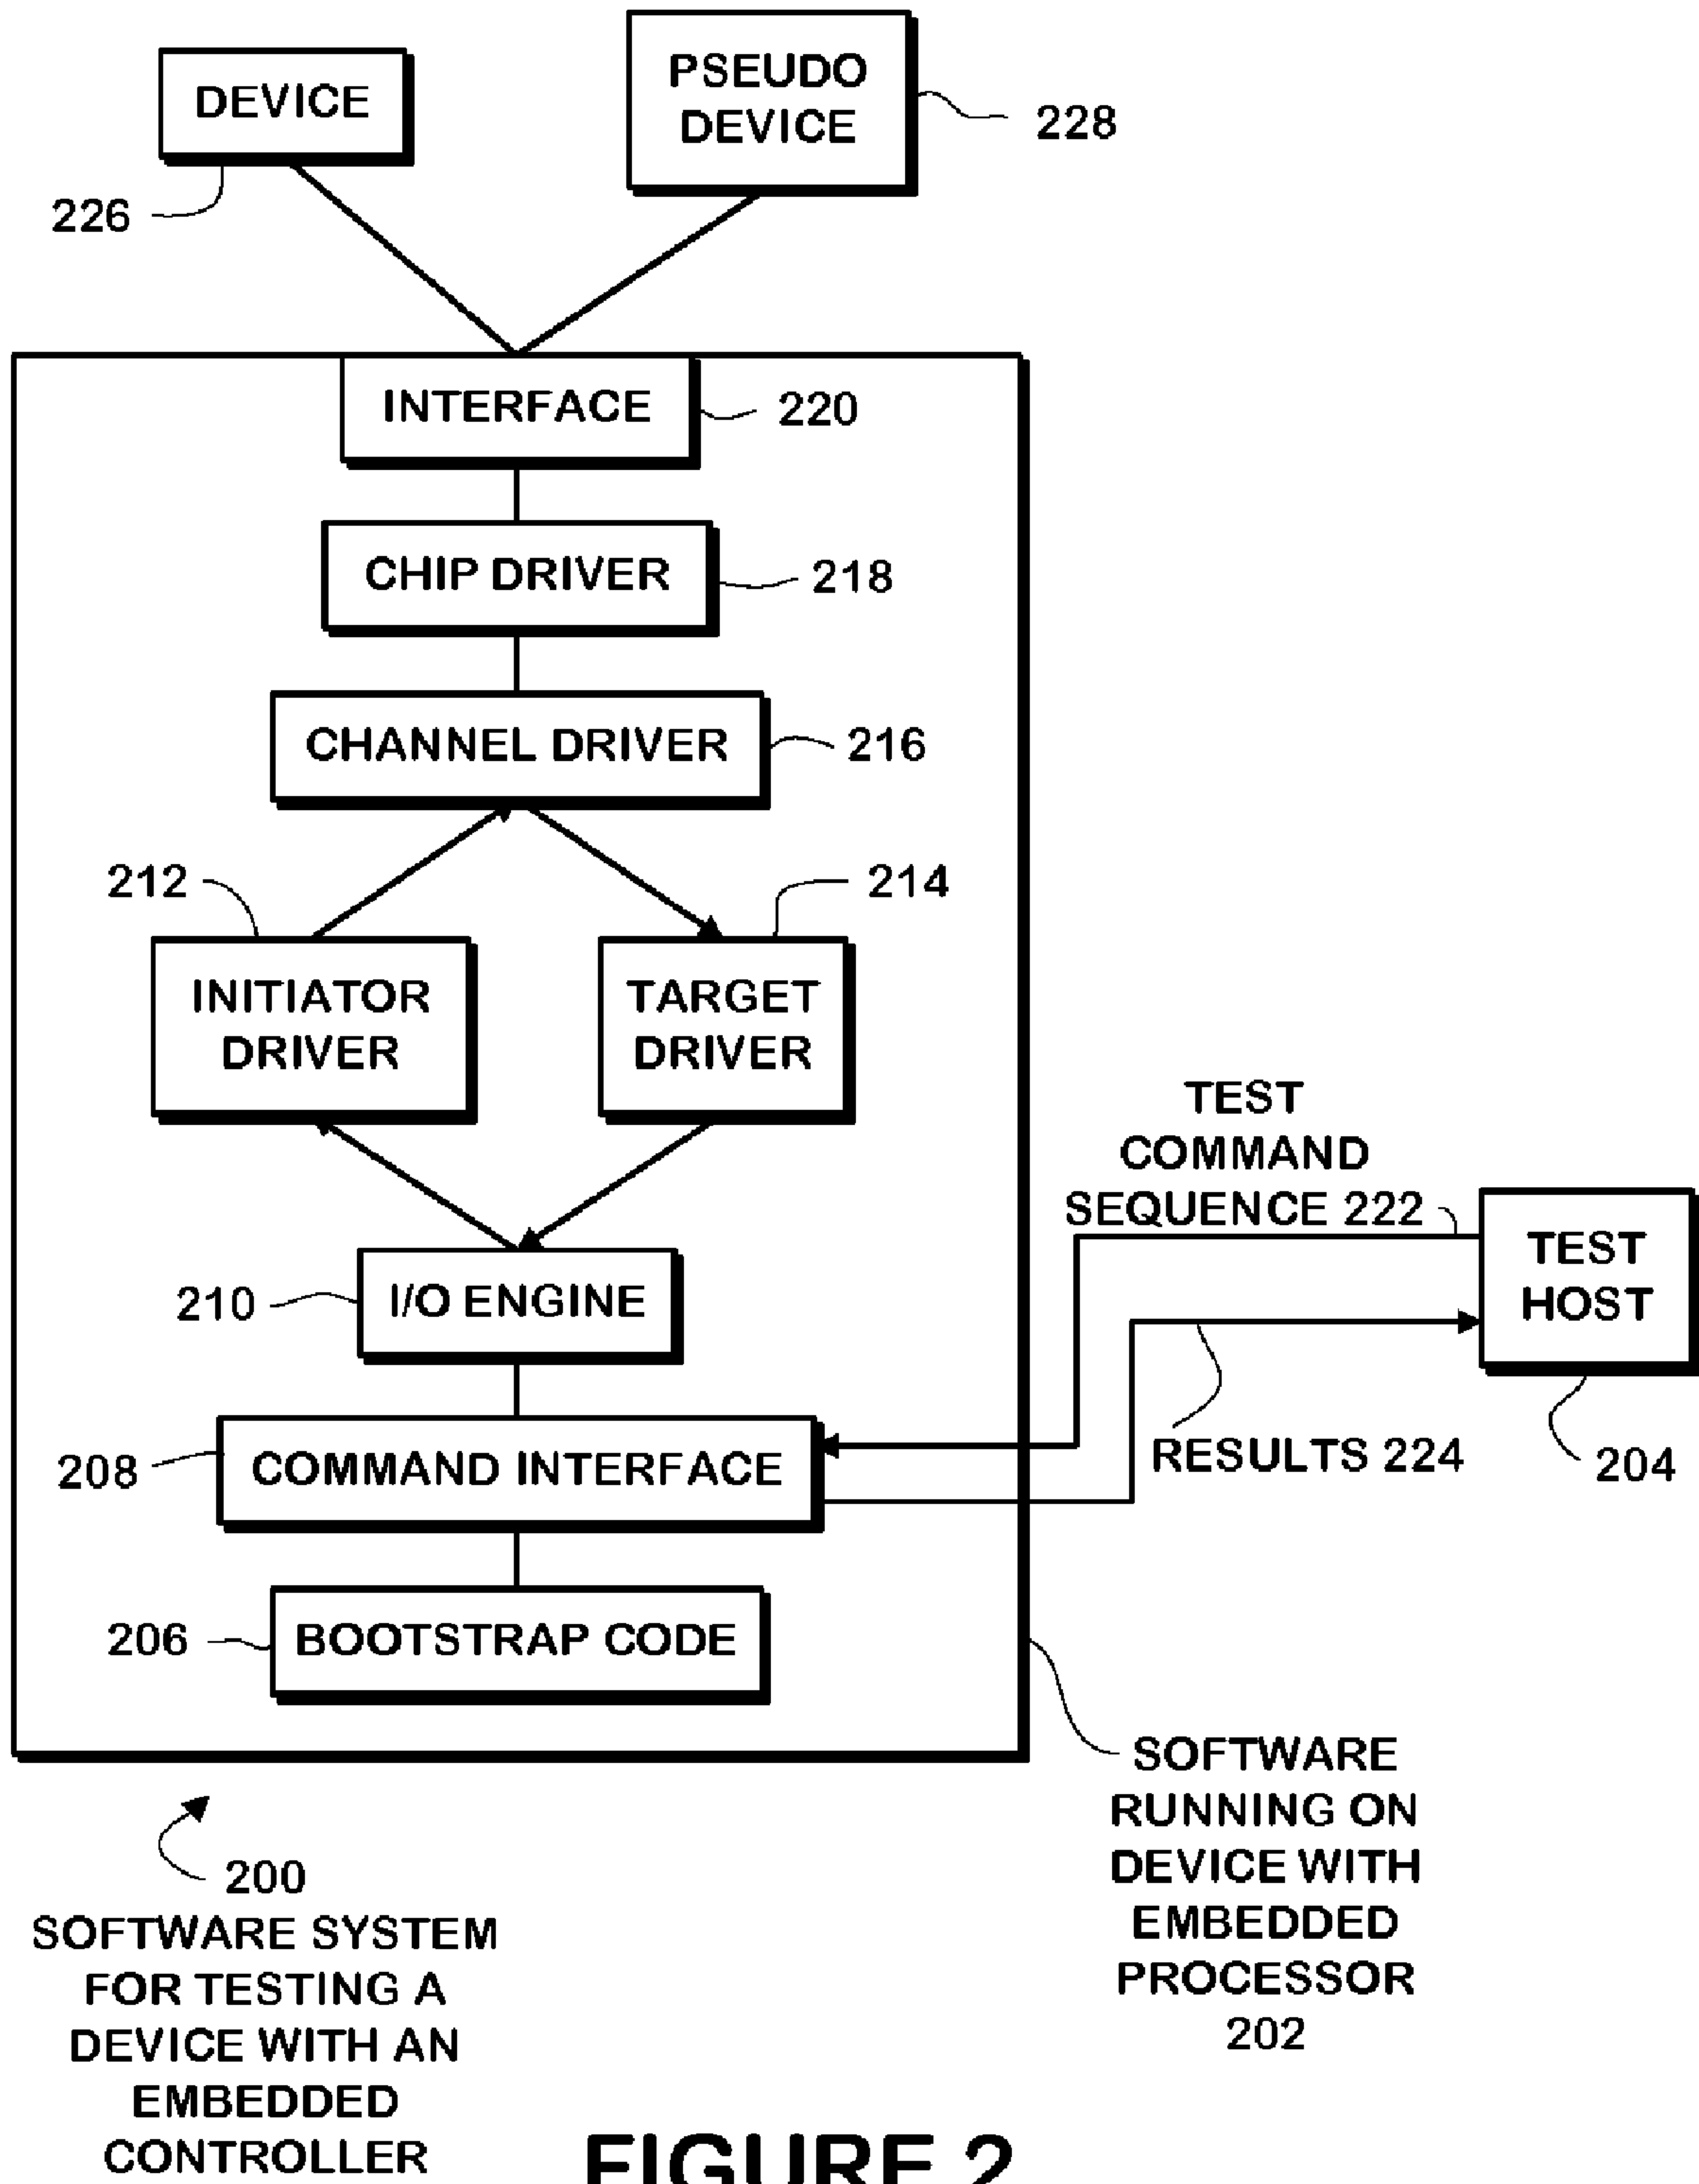 DEVICE
226
PSEUDO
DEVICE
228
INTERFACE
220
CHIP DRIVER
218
CHANNEL DRIVER
216
212
214
INITIATOR
DRIVER
TARGET
DRIVER
TEST
COMMAND
SEQUENCE 222
TEST
HOST
210
I/O ENGINE
RESULTS 224
204
208
COMMAND INTERFACE
206
BOOTSTRAP CODE
SOFTWARE
RUNNING ON
DEVICE WITH
EMBEDDED
PROCESSOR
202
200
SOFTWARE SYSTEM
FOR TESTING A
DEVICE WITH AN
EMBEDDED
CONTROLLER
FIGURE 2